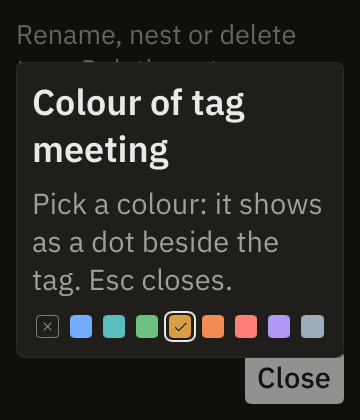 Rename, nest or delete
Colour of tag
meeting
Pick a colour: it shows
as a dot beside the
tag. Esc closes.
Close